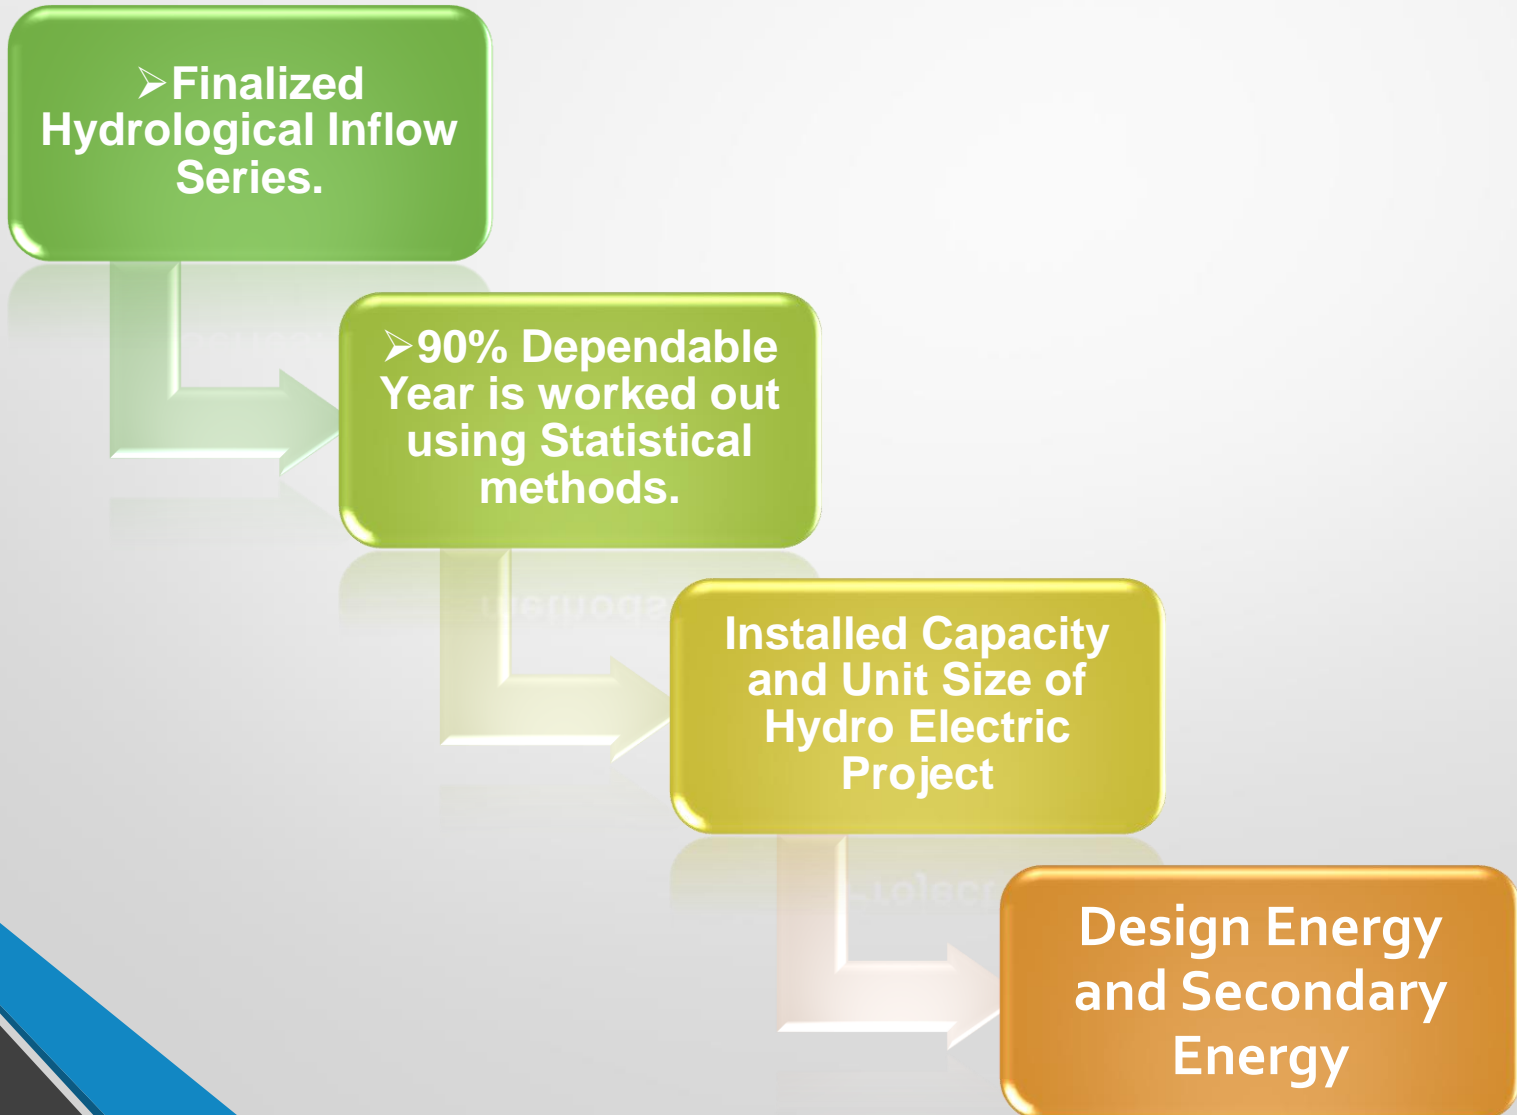 ➢Finalized
Hydrological Inflow
Series.
➢90% Dependable
Year is worked out
using Statistical
methods.
Installed Capacity
and Unit Size of
Hydro Electric
Project
Design Energy
and Secondary
Energy